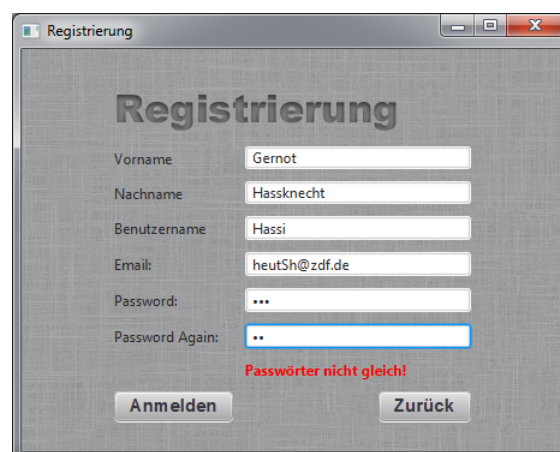 Registrierung
Registrierung
Vorname Gernot
Nachname Hassknecht
Benutzername Hassi
Email: heutSh@zdf.de
Password: •••
Password Again: ••
Passwörter nicht gleich!
Anmelden Zurück